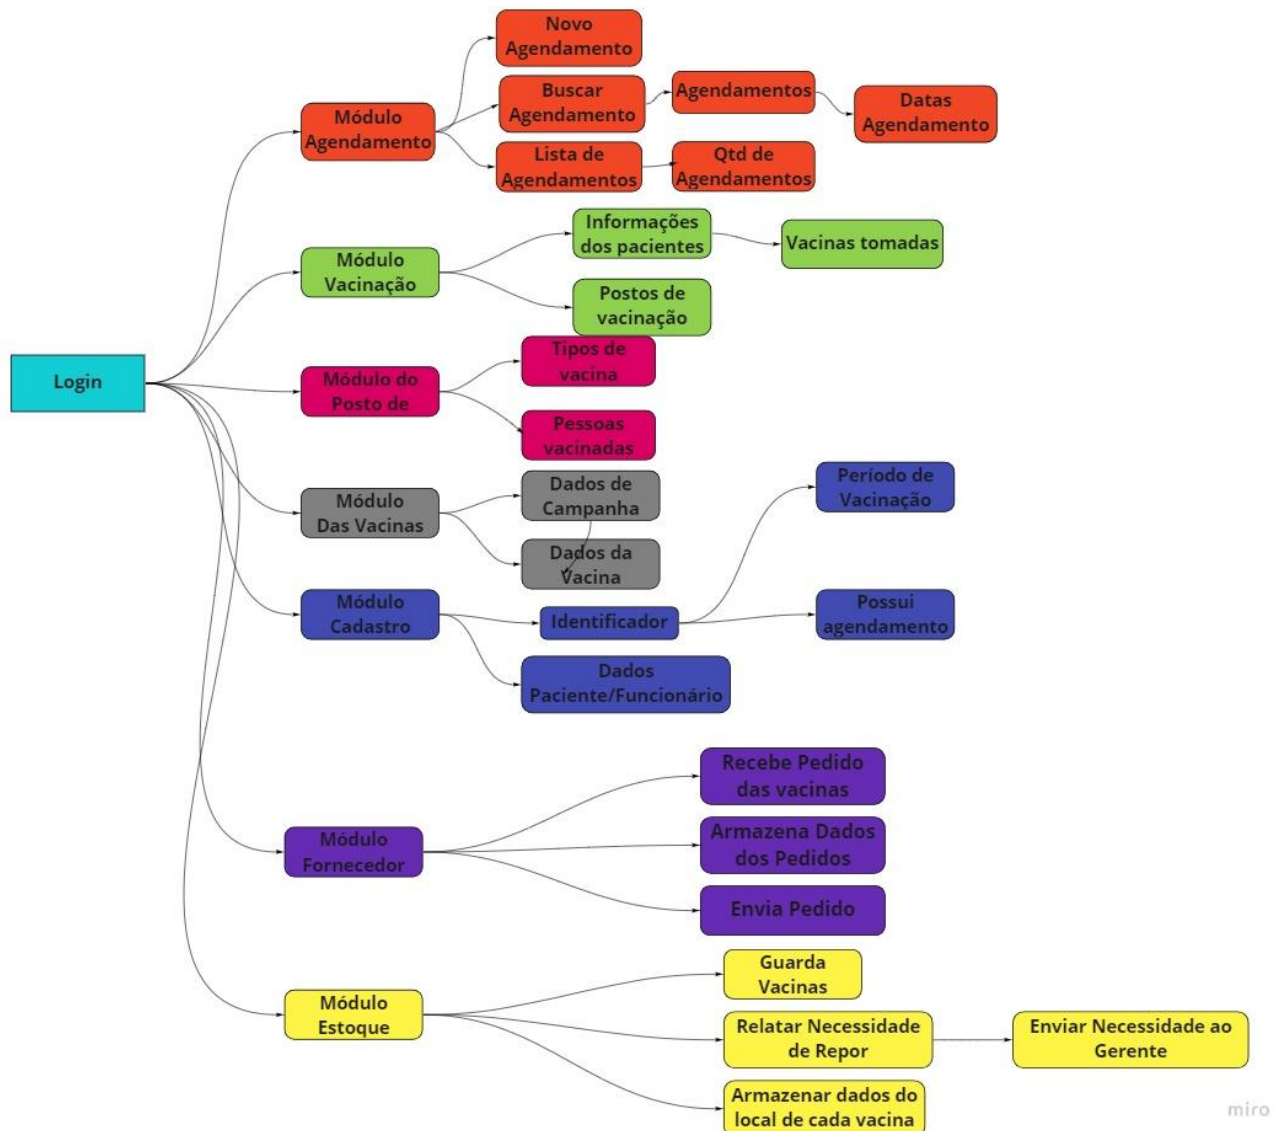 Novo
Agendamento
Buscar
Agendamento
Agendamentos
Datas
Agendamento
Módulo
Agendamento
Lista de
Agendamentos
Qtd de
Agendamentos
Informações
dos pacientes
Vacinas tomadas
Módulo
Vacinação
Postos de
vacinação
Login
Tipos de
vacina
Módulo do
Posto de
Pessoas
vacinadas
Dados de
Campanha
Módulo
Das Vacinas
Dados da
Vacina
Período de
Vacinação
Módulo
Cadastro
Identificador
Possui
agendamento
Dados
Paciente/Funcionário
Recebe Pedido
das vacinas
Módulo
Fornecedor
Armazena Dados
dos Pedidos
Envia Pedido
Guarda
Vacinas
Módulo
Estoque
Relatar Necessidade
de Repor
Enviar Necessidade ao
Gerente
Armazenar dados do
local de cada vacina
miro